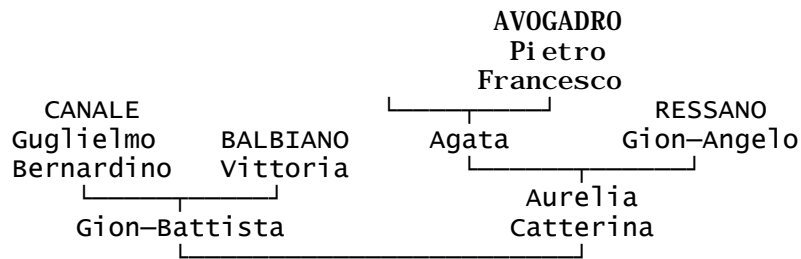 AVOGADRO
Pietro
Francesco
CANALE RESSANO
Guglielmo BALBIANO Agata Gion—Angelo
Bernardino Vittoria
Aurelia
Gion—Battista Catterina